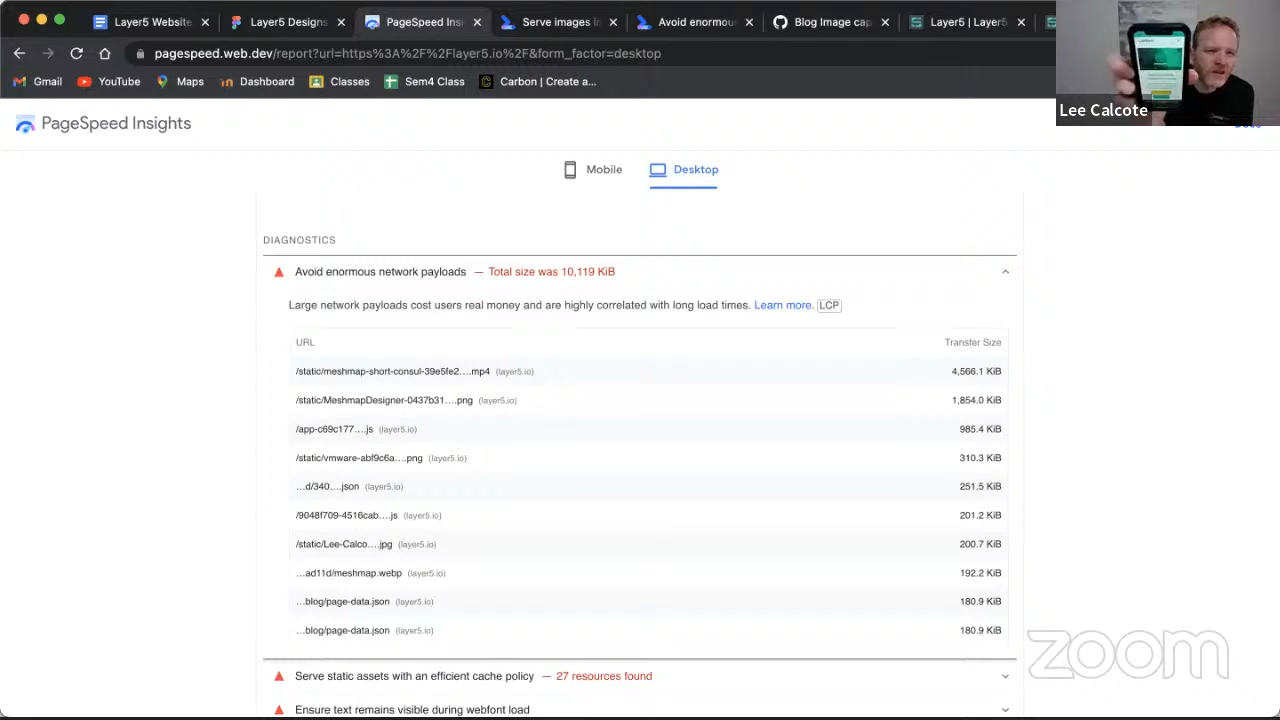 Layer5 Website
Layer5 Designs
PageSpeed Insi
Serve images i
Avoid enormou
Blog Image cap
Layer5 | Layer5
pagespeed.web.dev/report?url=https%3A%2F%
form_factor=desktop
Gmail
YouTube
Maps
Dashboard
Classes
Sem4 Class
Carbon | Create a...
Lee Calcote
PageSpeed Insights
Docs
Mobile
Desktop
DIAGNOSTICS
Avoid enormous network payloads — Total size was 10,119 KiB
Large network payloads cost users real money and are highly correlated with long load times. Learn more. LCP
URL Transfer Size
/static/meshmap-short-consul-39e5fe2….mp4 (layer5.io) 4,566.1 KiB
/static/MeshmapDesigner-0437b31….png (layer5.io) 1,854.0 KiB
/app-c69c177….js (layer5.io) 985.4 KiB
/static/vmware-abf9c6a….png (layer5.io) 310.3 KiB
…d/340….json (layer5.io) 251.5 KiB
/9048f709-4516cab….js (layer5.io) 201.2 KiB
/static/Lee-Calco….jpg (layer5.io) 200.7 KiB
…ad11d/meshmap.webp (layer5.io) 192.2 KiB
…blog/page-data.json (layer5.io) 180.9 KiB
…blog/page-data.json (layer5.io) 180.9 KiB
zoom
Serve static assets with an efficient cache policy — 27 resources found
Ensure text remains visible during webfont load